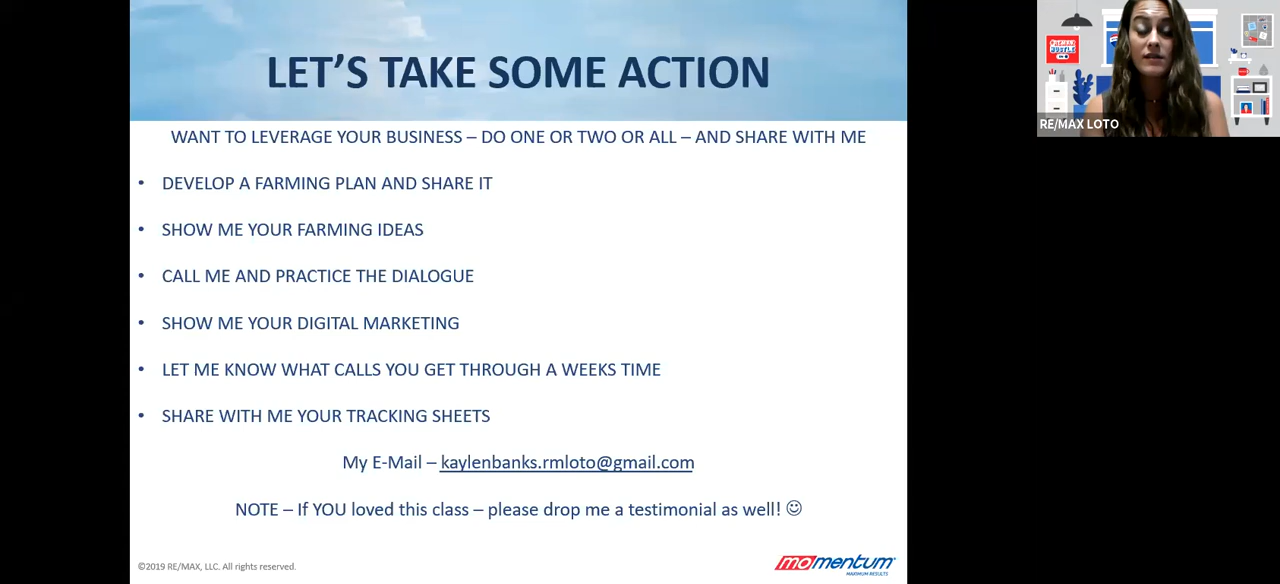 LET'S TAKE SOME ACTION
WANT TO LEVERAGE YOUR BUSINESS – DO ONE OR TWO OR ALL – AND SHARE WITH ME
• DEVELOP A FARMING PLAN AND SHARE IT
• SHOW ME YOUR FARMING IDEAS
• CALL ME AND PRACTICE THE DIALOGUE
• SHOW ME YOUR DIGITAL MARKETING
• LET ME KNOW WHAT CALLS YOU GET THROUGH A WEEKS TIME
• SHARE WITH ME YOUR TRACKING SHEETS
My E-Mail – kaylenbanks.rmloto@gmail.com
NOTE – If YOU loved this class – please drop me a testimonial as well! ☺
©2019 RE/MAX, LLC. All rights reserved.
momentum
MAXIMUM RESULTS
RE/MAX LOTO